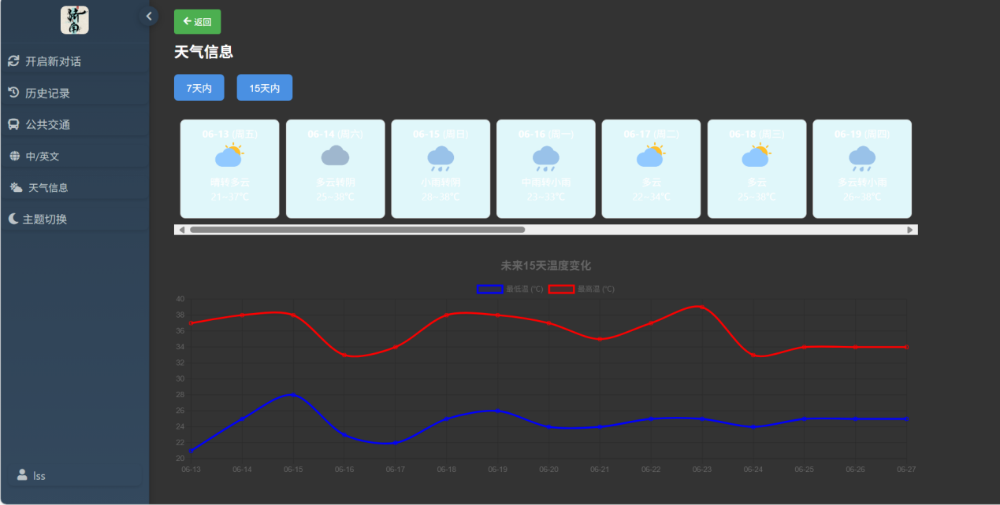 济南
开启新对话
历史记录
公共交通
中/英文
天气信息
主题切换
lss
返回
天气信息
7天内 15天内
06-13 (周五) 06-14 (周六) 06-15 (周日) 06-16 (周一) 06-17 (周二) 06-18 (周三) 06-19 (周四)
晴转多云 多云转阴 小雨转阴 中雨转小雨 多云 多云 多云转小雨
21~37℃ 25~38℃ 28~38℃ 23~33℃ 22~34℃ 25~38℃ 26~38℃
未来15天温度变化
最低温 (℃) 最高温 (℃)
40
38
36
34
32
30
28
26
24
22
20
06-13 06-14 06-15 06-16 06-17 06-18 06-19 06-20 06-21 06-22 06-23 06-24 06-25 06-26 06-27